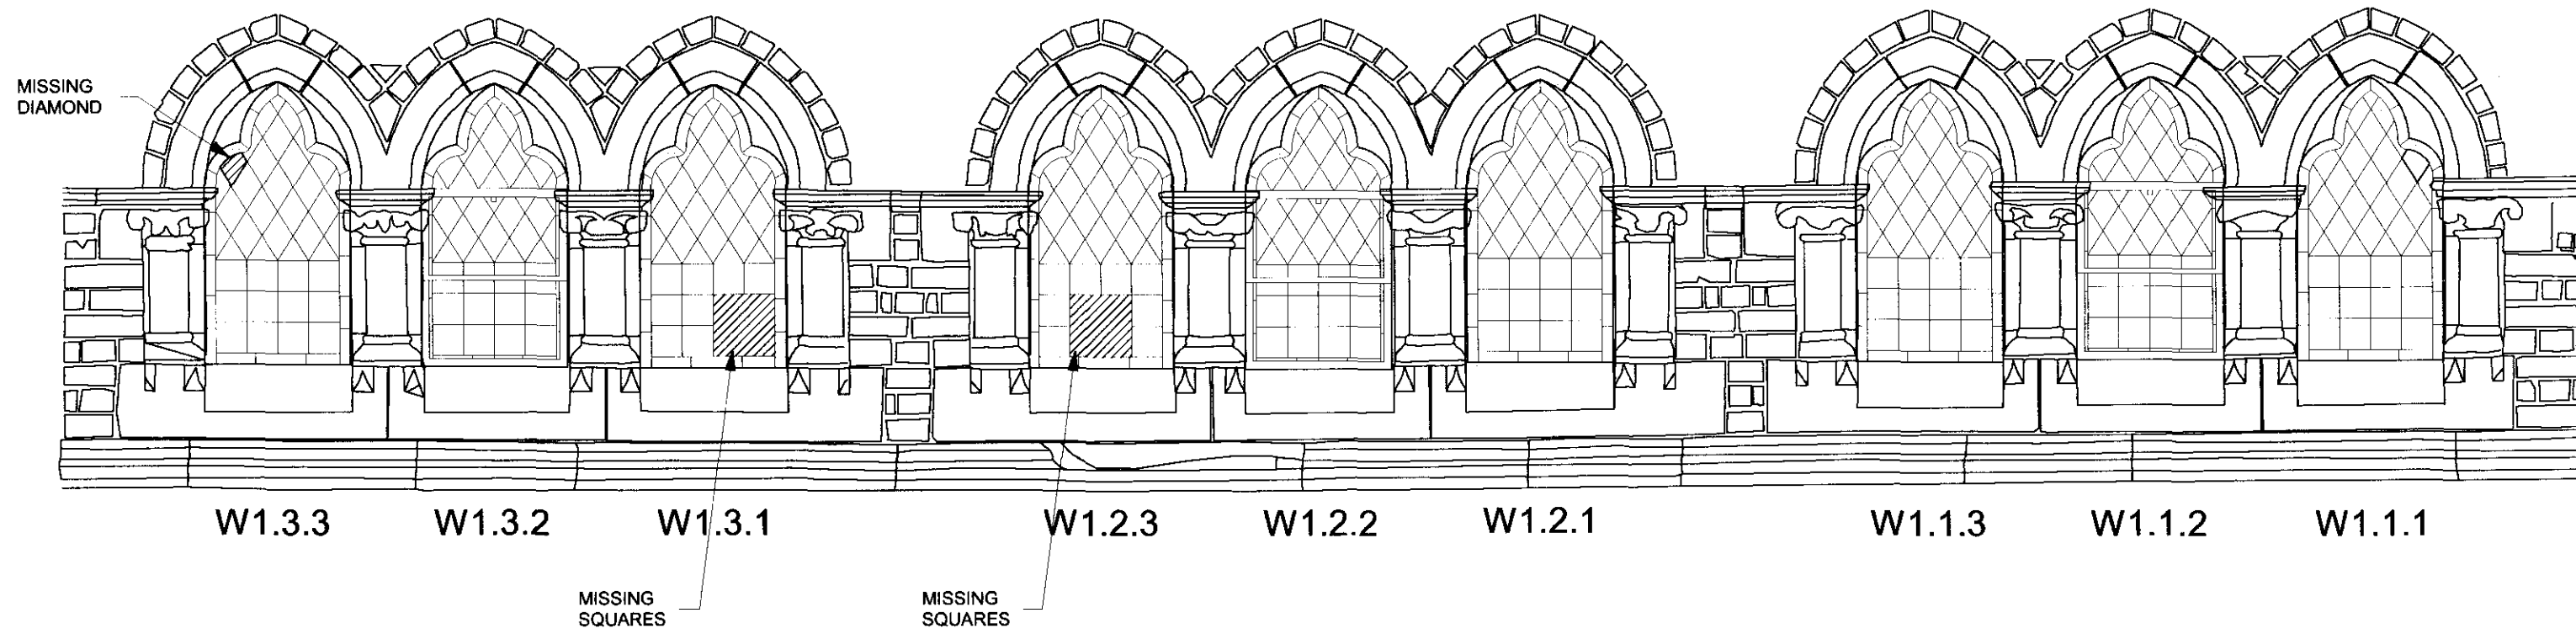 MISSING
DIAMOND
W1.3.3 W1.3.2 W1.3.1 W1.2.3 W1.2.2 W1.2.1 W1.1.3 W1.1.2 W1.1.1
MISSING
SQUARES
MISSING
SQUARES